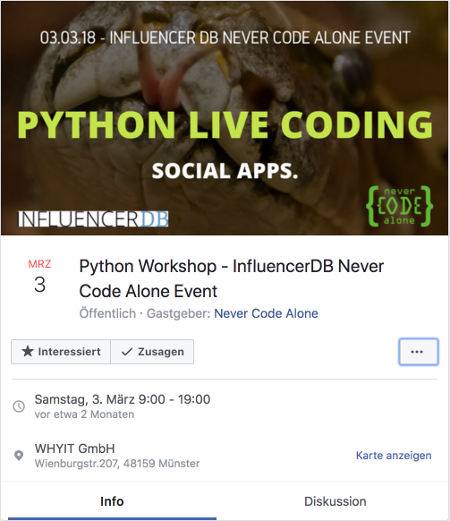 03.03.18 - INFLUENCER DB NEVER CODE ALONE EVENT
PYTHON LIVE CODING
SOCIAL APPS.
INFLUENCERDB
never
CODE
alone
MRZ
3
Python Workshop - InfluencerDB Never
Code Alone Event
Öffentlich · Gastgeber: Never Code Alone
Interessiert
Zusagen
Samstag, 3. März 9:00 - 19:00
vor etwa 2 Monaten
WHYIT GmbH
Wienburgstr.207, 48159 Münster
Karte anzeigen
Info
Diskussion